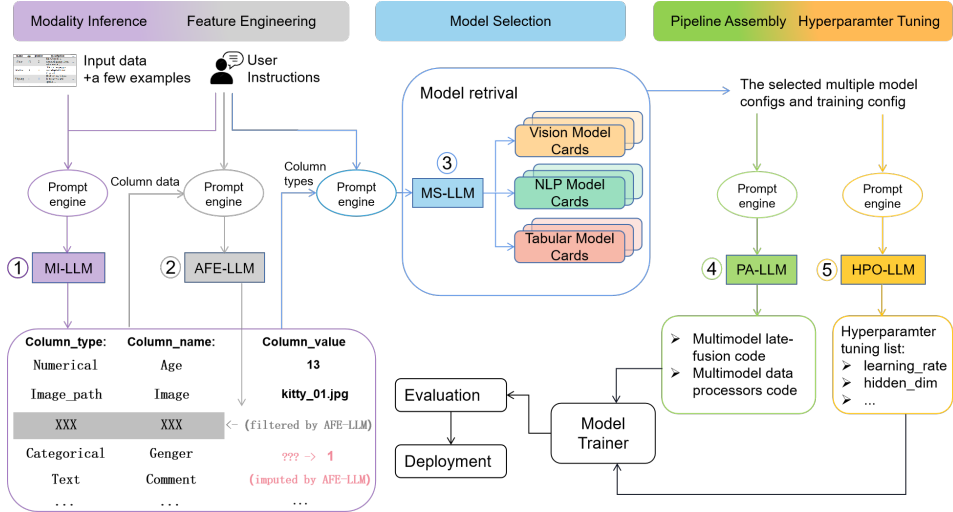 Modality Inference
Feature Engineering
Model Selection
Pipeline Assembly
Hyperparamter Tuning
Input data
+a few examples
User
Instructions
Model retrival
The selected multiple model
configs and training config
Vision Model
Cards
③
MS-LLM
NLP Model
Cards
Tabular Model
Cards
Prompt
engine
Column data
Prompt
engine
Column
types
Prompt
engine
Prompt
engine
Prompt
engine
①
MI-LLM
②
AFE-LLM
④
PA-LLM
⑤
HPO-LLM
Column_type:
Column_name:
Column_value
Numerical
Age
13
Image_path
Image
kitty_01.jpg
XXX
XXX
<- (filtered by AFE-LLM)
Categorical
Genger
??? -> 1
Text
Comment
(imputed by AFE-LLM)
...
...
...
➢ Multimodel late-
fusion code
➢ Multimodel data
processors code
Hyperparamter
tuning list:
➢ learning_rate
➢ hidden_dim
➢ ...
Evaluation
Deployment
Model
Trainer